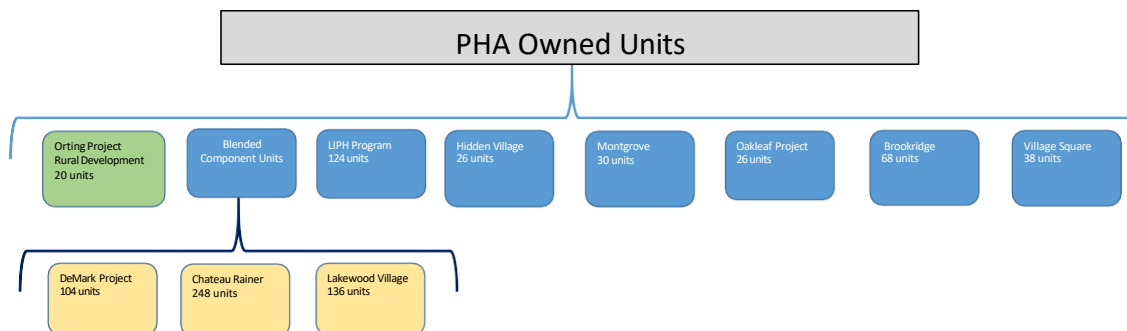 PHA Owned Units
Orting Project
Rural Development
20 units
Blended
Component Units
LIPH Program
124 units
Hidden Village
26 units
Montgrove
30 units
Oakleaf Project
26 units
Brookridge
68 units
Village Square
38 units
DeMark Project
104 units
Chateau Rainer
248 units
Lakewood Village
136 units